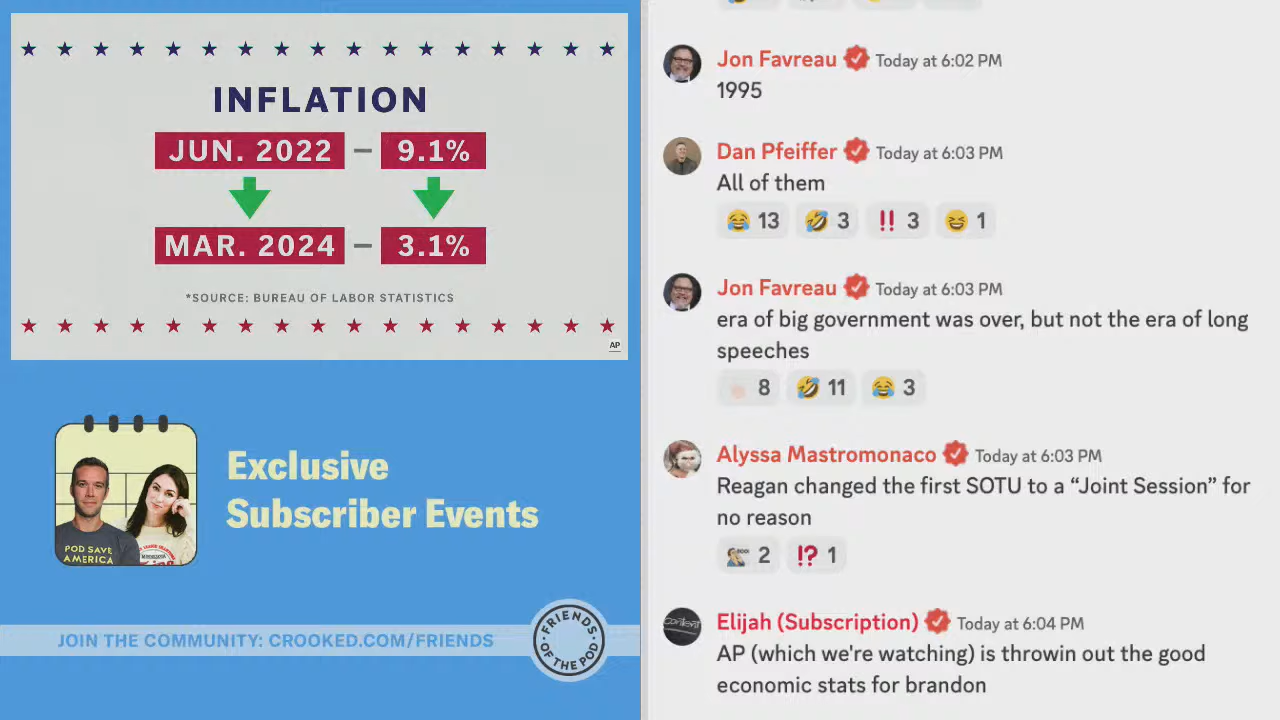 INFLATION
JUN. 2022 – 9.1%
MAR. 2024 – 3.1%
*SOURCE: BUREAU OF LABOR STATISTICS
AP
Exclusive
Subscriber Events
POD SAVE
AMERICA
JOIN THE COMMUNITY: CROOKED.COM/FRIENDS
FRIENDS
OF THE POD
Jon Favreau Today at 6:02 PM
1995
Dan Pfeiffer Today at 6:03 PM
All of them
😂 13 🤣 3 ‼️ 3 😆 1
Jon Favreau Today at 6:03 PM
era of big government was over, but not the era of long
speeches
8 🤣 11 😂 3
Alyssa Mastromonaco Today at 6:03 PM
Reagan changed the first SOTU to a “Joint Session” for
no reason
2 ⁉️ 1
Elijah (Subscription) Today at 6:04 PM
AP (which we're watching) is throwin out the good
economic stats for brandon